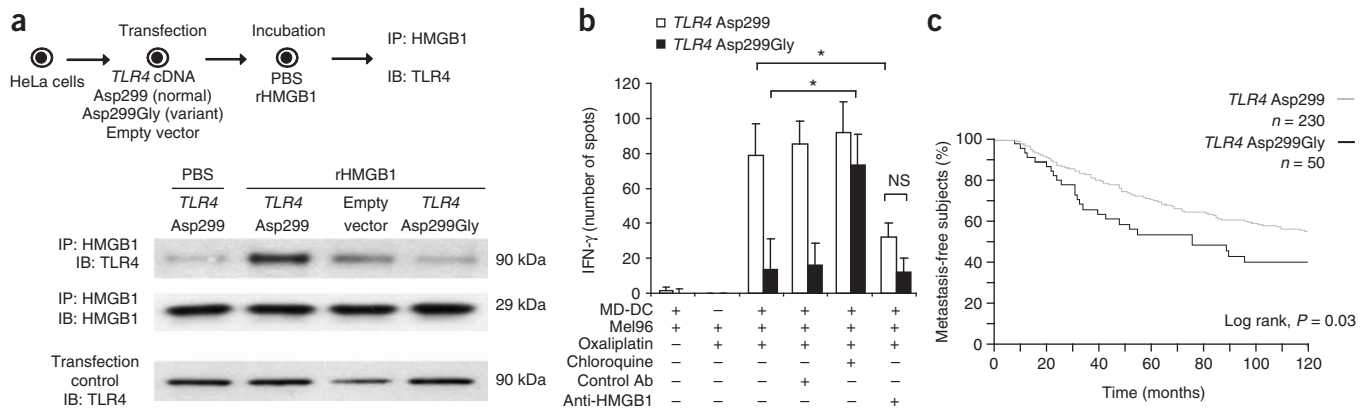 a
Transfection
Incubation
HeLa cells
TLR4 cDNA
Asp299 (normal)
Asp299Gly (variant)
Empty vector
PBS
rHMGB1
IP: HMGB1
IB: TLR4
PBS
rHMGB1
TLR4
Asp299
TLR4
Asp299
Empty
vector
TLR4
Asp299Gly
IP: HMGB1
IB: TLR4
90 kDa
IP: HMGB1
IB: HMGB1
29 kDa
Transfection
control
IB: TLR4
90 kDa
b
TLR4 Asp299
TLR4 Asp299Gly
*
*
NS
IFN-γ (number of spots)
120
100
80
60
40
20
0
MD-DC + – + + + +
Mel96 + + + + + +
Oxaliplatin – + + + + +
Chloroquine – – – – + –
Control Ab – – – + – –
Anti-HMGB1 – – – – – +
c
TLR4 Asp299
n = 230
TLR4 Asp299Gly
n = 50
Metastasis-free subjects (%)
100
80
60
40
20
0
Log rank, P = 0.03
0 20 40 60 80 100 120
Time (months)